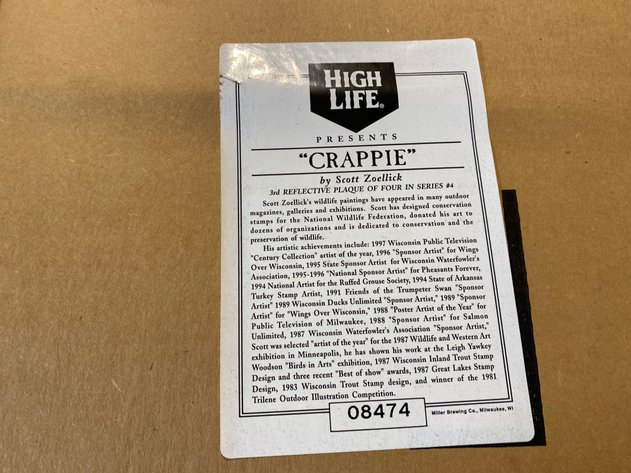 HIGH
LIFE®
PRESENTS
"CRAPPIE"
by Scott Zoellick
3rd REFLECTIVE PLAQUE OF FOUR IN SERIES #4
Scott Zoellick's wildlife paintings have appeared in many outdoor
magazines, galleries and exhibitions. Scott has designed conservation
stamps for the National Wildlife Federation, donated his art to
dozens of organizations and is dedicated to conservation and the
preservation of wildlife.
His artistic achievements include: 1997 Wisconsin Public Television
"Century Collection" artist of the year, 1996 "Sponsor Artist" for Wings
Over Wisconsin, 1995 State Sponsor Artist for Wisconsin Waterfowler's
Association, 1995-1996 "National Sponsor Artist" for Pheasants Forever,
1994 National Artist for the Ruffed Grouse Society, 1994 State of Arkansas
Turkey Stamp Artist, 1991 Friends of the Trumpeter Swan "Sponsor
Artist" 1989 Wisconsin Ducks Unlimited "Sponsor Artist," 1989 "Sponsor
Artist" for "Wings Over Wisconsin," 1988 "Poster Artist of the Year" for
Public Television of Milwaukee, 1988 "Sponsor Artist" for Salmon
Unlimited, 1987 Wisconsin Waterfowler's Association "Sponsor Artist,"
Scott was selected "artist of the year" for the 1987 Wildlife and Western Art
exhibition in Minneapolis, he has shown his work at the Leigh Yawkey
Woodson "Birds in Arts" exhibition, 1987 Wisconsin Inland Trout Stamp
Design and three recent "Best of show" awards, 1987 Great Lakes Stamp
Design, 1983 Wisconsin Trout Stamp design, and winner of the 1981
Trilene Outdoor Illustration Competition.
08474
Miller Brewing Co., Milwaukee, WI